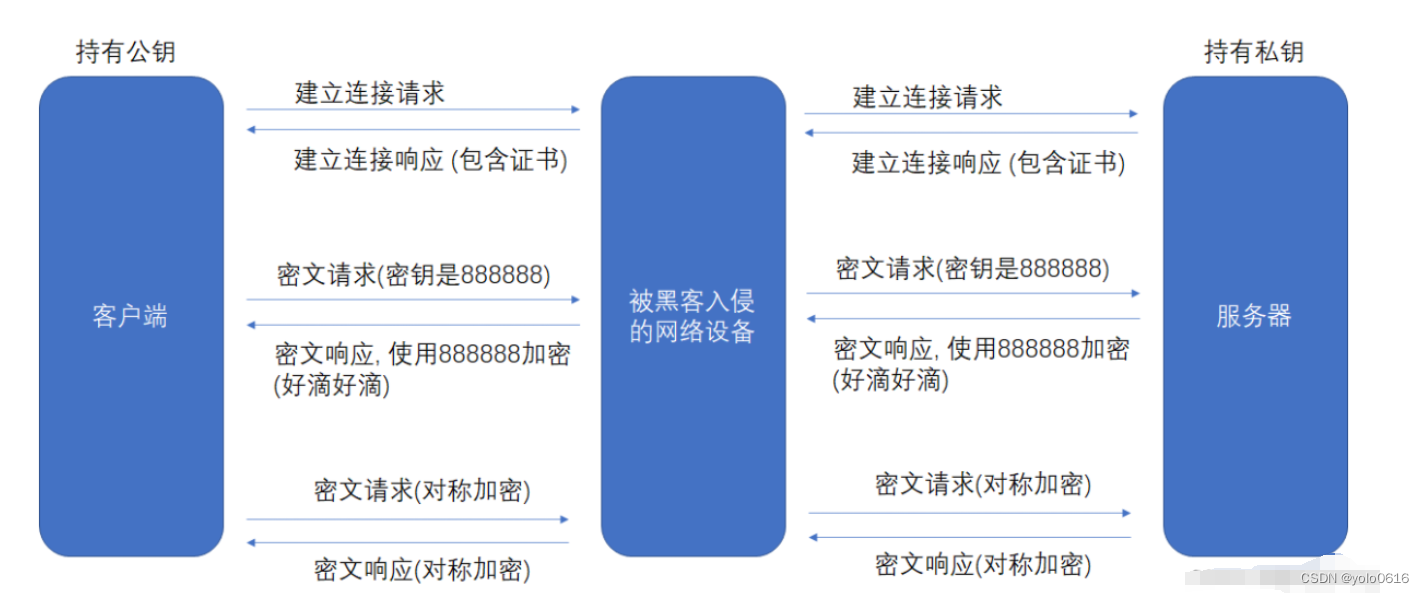 持有公钥
持有私钥
建立连接请求
建立连接请求
建立连接响应 (包含证书)
建立连接响应 (包含证书)
密文请求(密钥是888888)
密文请求(密钥是888888)
客户端
被黑客入侵
的网络设备
服务器
密文响应, 使用888888加密
(好滴好滴)
密文响应, 使用888888加密
(好滴好滴)
密文请求(对称加密)
密文请求(对称加密)
密文响应(对称加密)
密文响应(对称加密)
CSDN @yolo0616